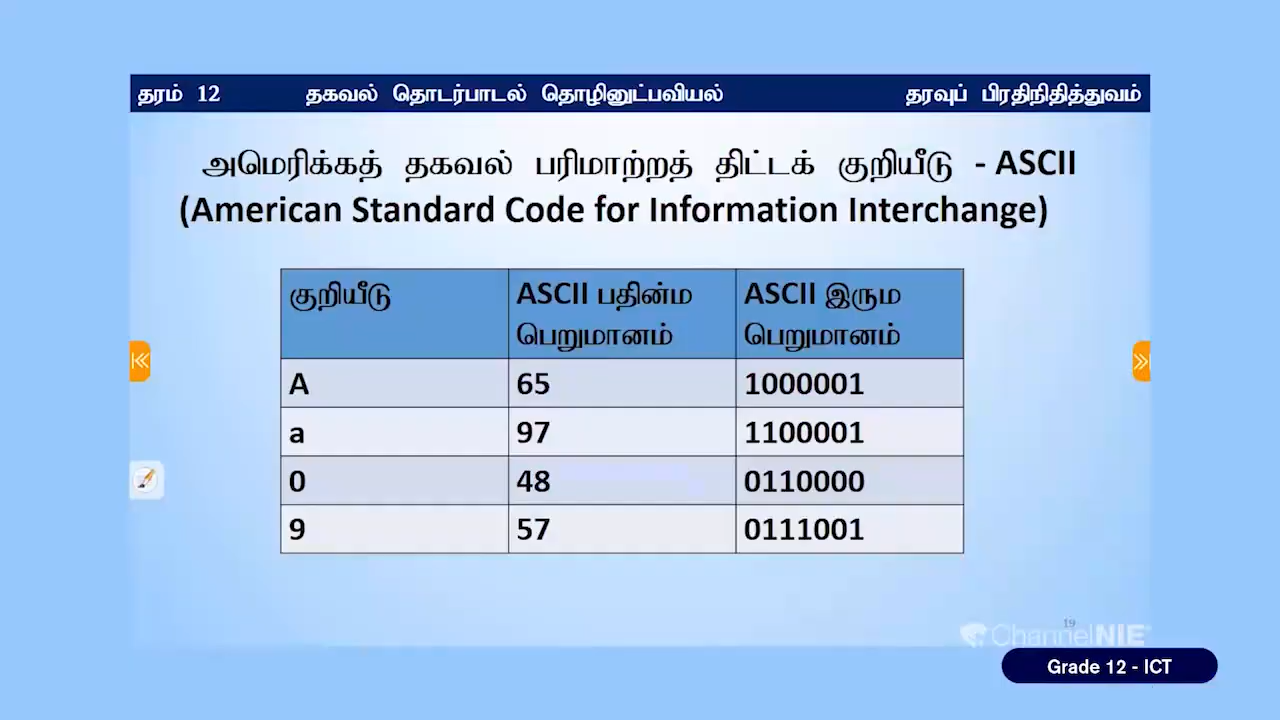 தரம் 12 தகவல் தொடர்பாடல் தொழினுட்பவியல் தரவுப் பிரதிநிதித்துவம்
அமெரிக்கத் தகவல் பரிமாற்றத் திட்டக் குறியீடு - ASCII
(American Standard Code for Information Interchange)
குறியீடு ASCII பதின்ம பெறுமானம் ASCII இரும பெறுமானம்
A 65 1000001
a 97 1100001
0 48 0110000
9 57 0111001
19
ChannelNIE
Grade 12 - ICT